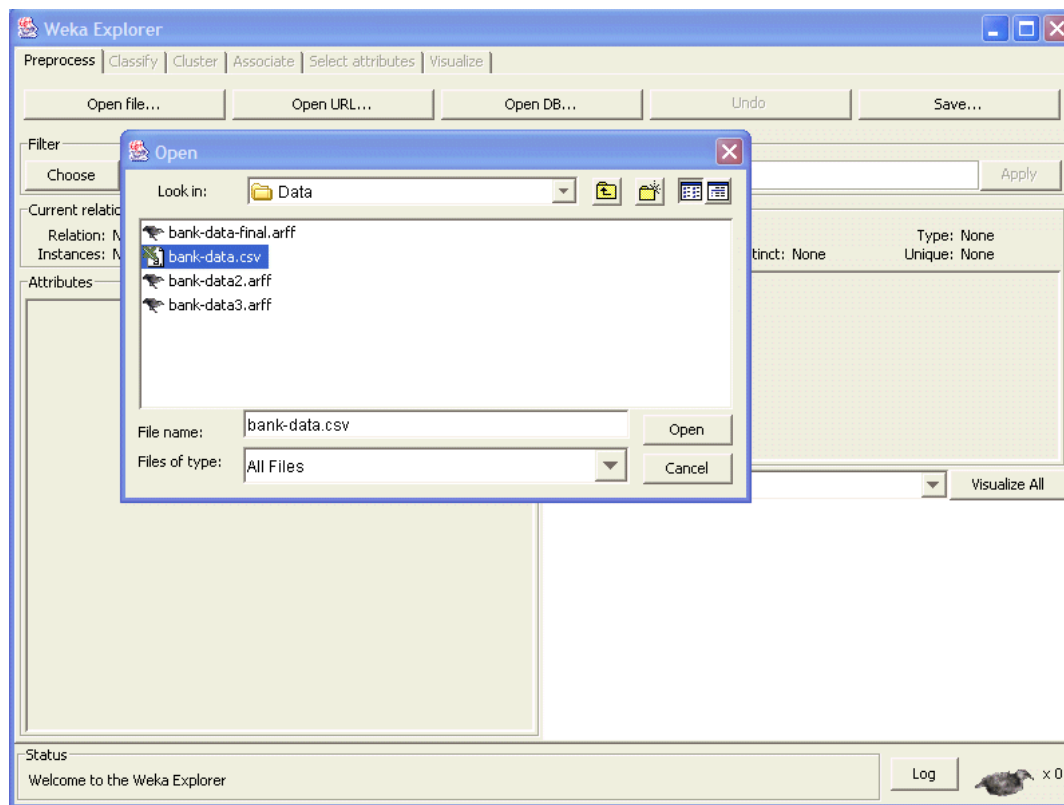 Weka Explorer
Preprocess Classify Cluster Associate Select attributes Visualize
Open file... Open URL... Open DB... Undo Save...
Filter
Choose Apply
Open
Look in: Data
bank-data-final.arff
bank-data.csv
bank-data2.arff
bank-data3.arff
File name: bank-data.csv Open
Files of type: All Files Cancel
Current
Relation: N Type: None
Instances: N None Unique: None
Attributes
Visualize All
Status
Welcome to the Weka Explorer
Log x 0